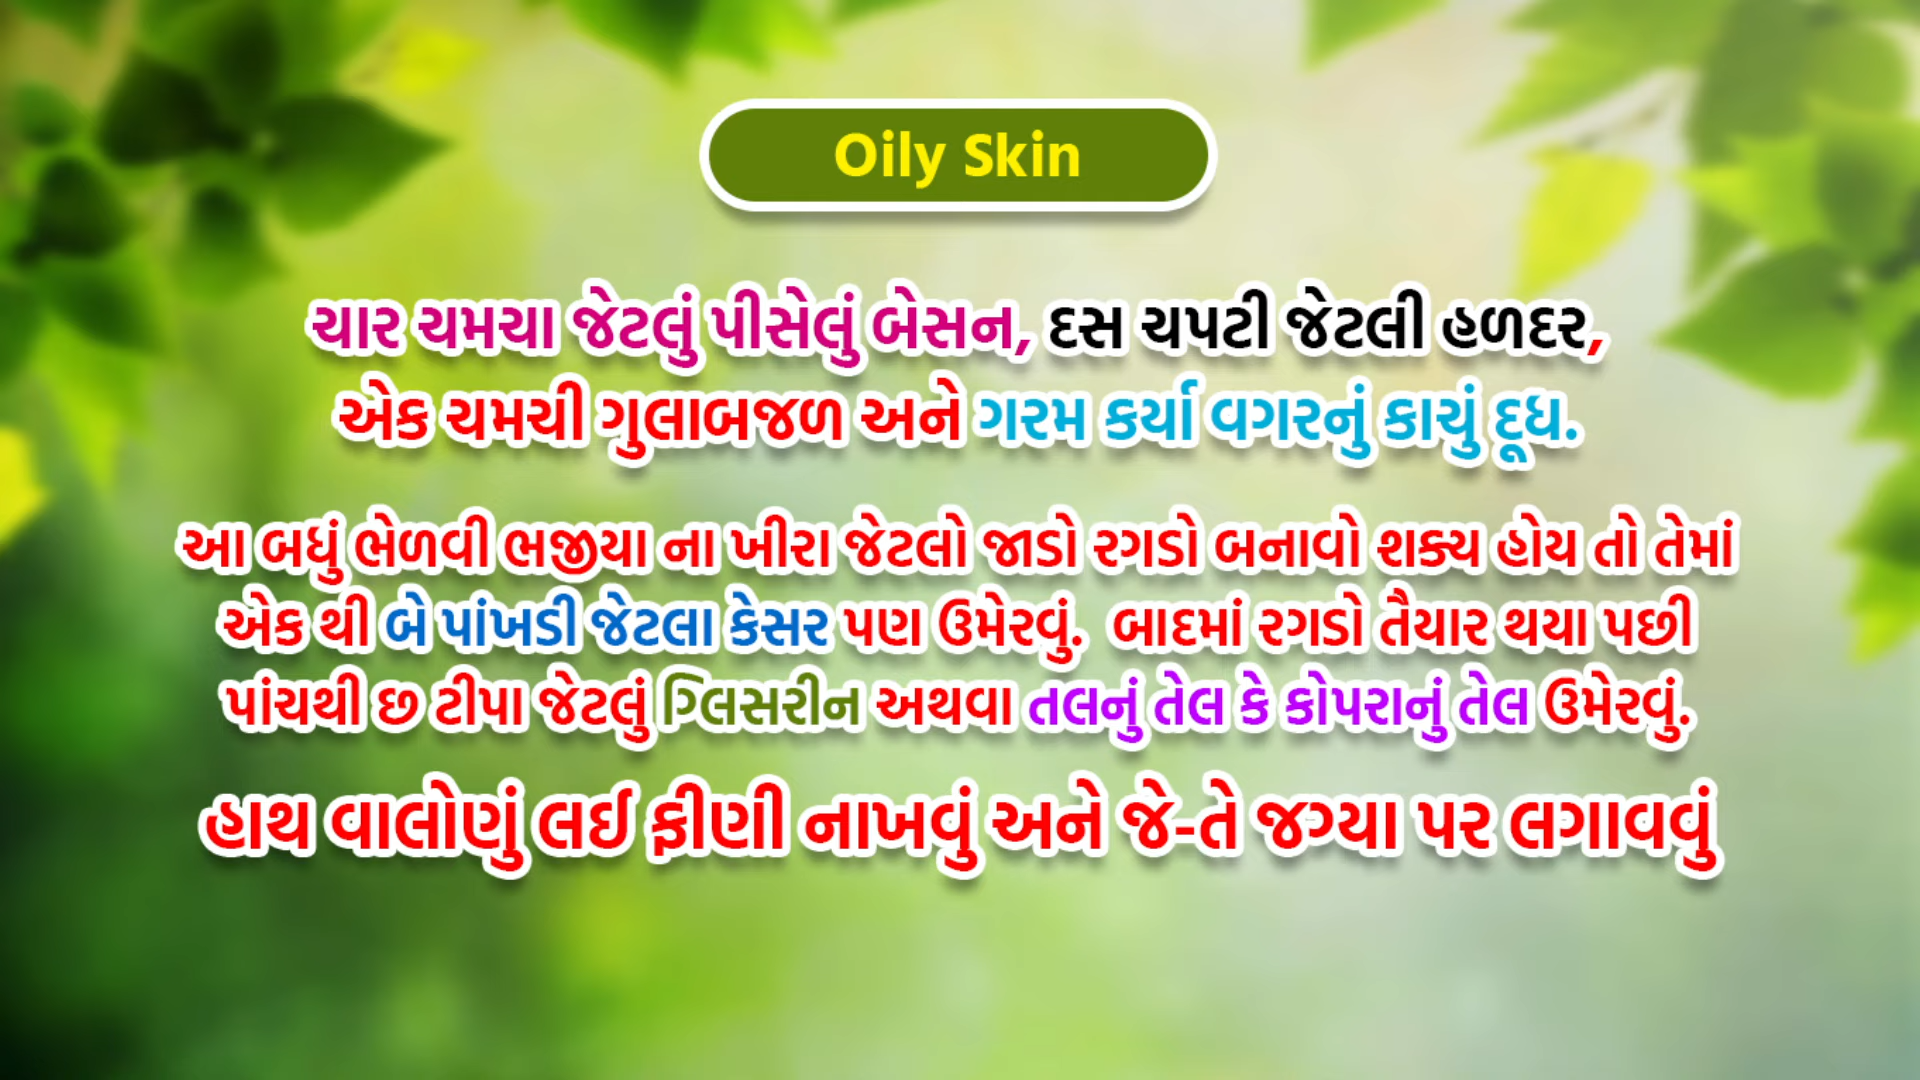 Oily Skin
ચાર ચમચા જેટલું પીસેલું બેસન, દસ ચપટી જેટલી હળદર,
એક ચમચી ગુલાબજળ અને ગરમ કર્યા વગરનું કાચું દૂધ.
આ બધું ભેળવી ભજીયા ના ખીરા જેટલો જાડો રગડો બનાવો શક્ય હોય તો તેમાં
એક થી બે પાંખડી જેટલા કેસર પણ ઉમેરવું. બાદમાં રગડો તૈયાર થયા પછી
પાંચથી છ ટીપા જેટલું ગ્લિસરીન અથવા તલનું તેલ કે કોપરાનું તેલ ઉમેરવું.
હાથ વાલોણું લઈ ફીણી નાખવું અને જે-તે જગ્યા પર લગાવવું